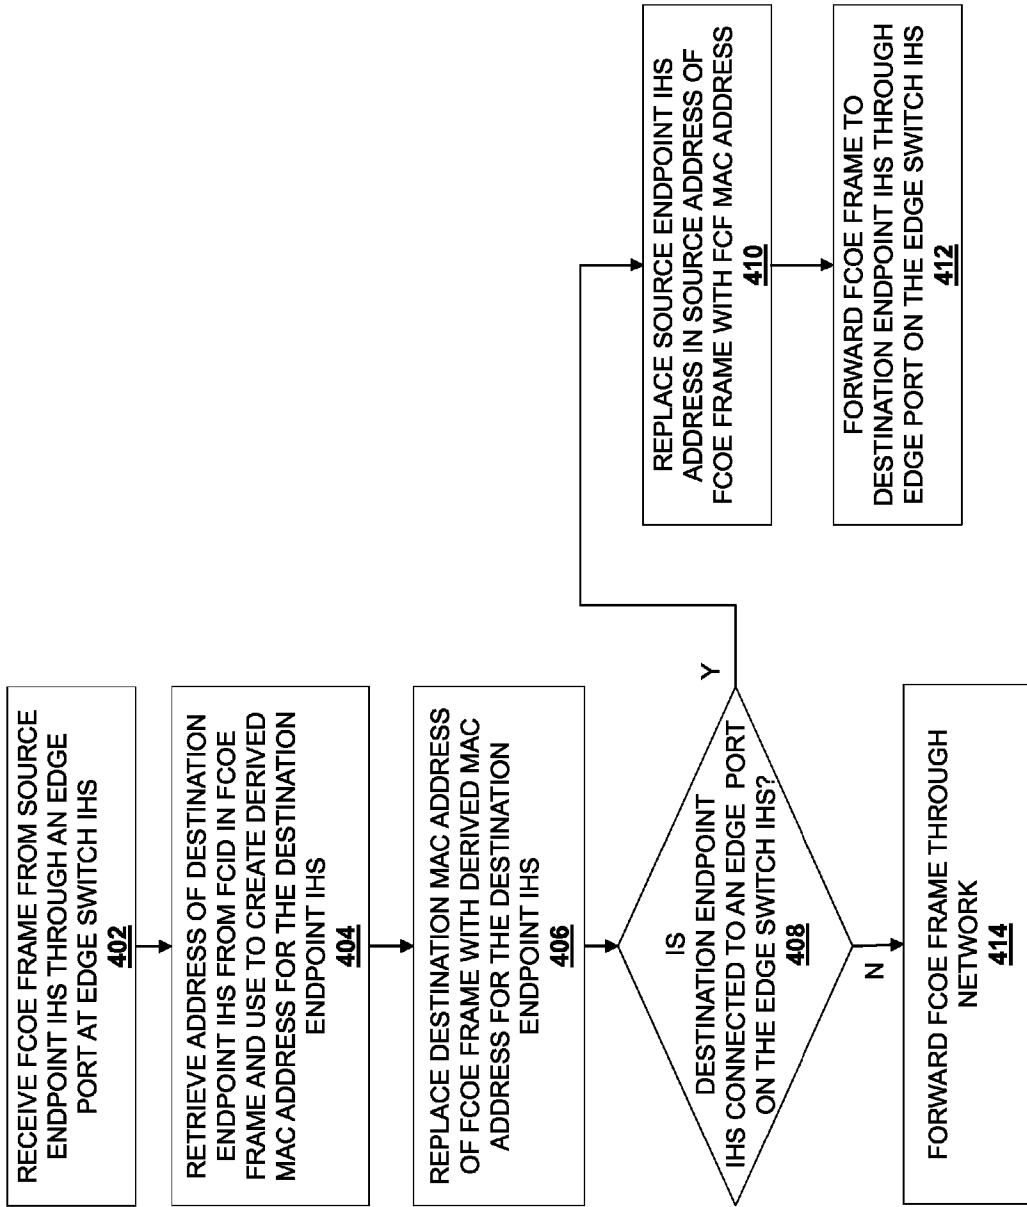 RECEIVE FCOE FRAME FROM SOURCE
ENDPOINT IHS THROUGH AN EDGE
PORT AT EDGE SWITCH IHS
402
RETRIEVE ADDRESS OF DESTINATION
ENDPOINT IHS FROM FCID IN FCOE
FRAME AND USE TO CREATE DERIVED
MAC ADDRESS FOR THE DESTINATION
ENDPOINT IHS
404
REPLACE DESTINATION MAC ADDRESS
OF FCOE FRAME WITH DERIVED MAC
ADDRESS FOR THE DESTINATION
ENDPOINT IHS
406
IS
DESTINATION ENDPOINT
IHS CONNECTED TO AN EDGE PORT
ON THE EDGE SWITCH IHS?
408
Y
REPLACE SOURCE ENDPOINT IHS
ADDRESS IN SOURCE ADDRESS OF
FCOE FRAME WITH FCF MAC ADDRESS
410
FORWARD FCOE FRAME TO
DESTINATION ENDPOINT IHS THROUGH
EDGE PORT ON THE EDGE SWITCH IHS
412
N
FORWARD FCOE FRAME THROUGH
NETWORK
414